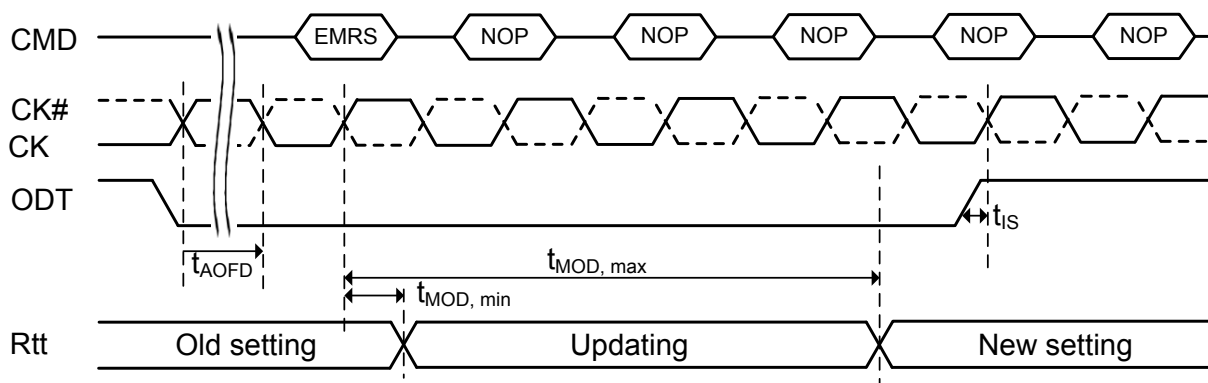 CMD EMRS NOP NOP NOP NOP NOP
CK#
CK
ODT
tIS
tAOFD
tMOD, max
tMOD, min
Rtt Old setting Updating New setting